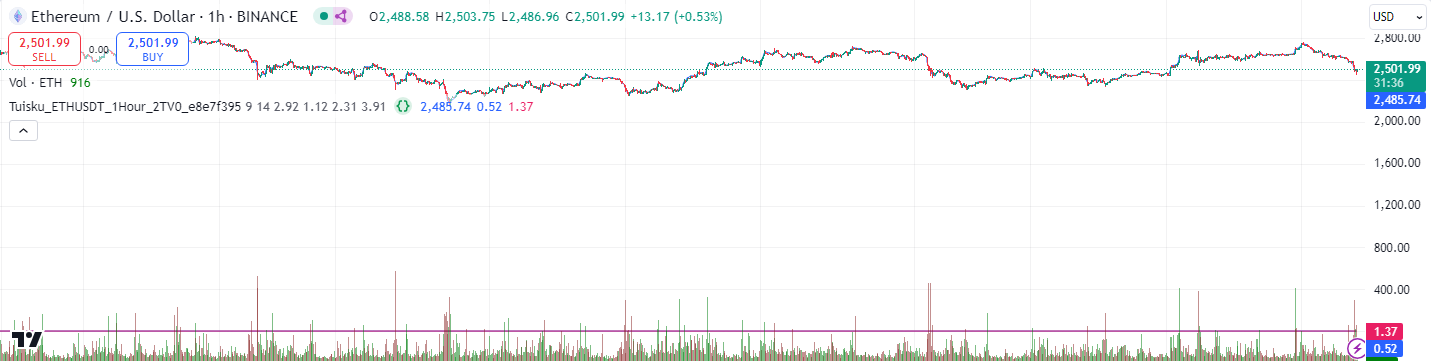 Ethereum / U.S. Dollar · 1h · BINANCE O2,488.58 H2,503.75 L2,486.96 C2,501.99 +13.17 (+0.53%)
USD
2,501.99 SELL 0.00 2,501.99 BUY
Vol · ETH 916
Tuisku_ETHUSDT_1Hour_2TV0_e8e7f395 9 14 2.92 1.12 2.31 3.91 {} 2,485.74 0.52 1.37
2,800.00
2,501.99
31:36
2,485.74
2,000.00
1,600.00
1,200.00
800.00
400.00
1.37
0.52